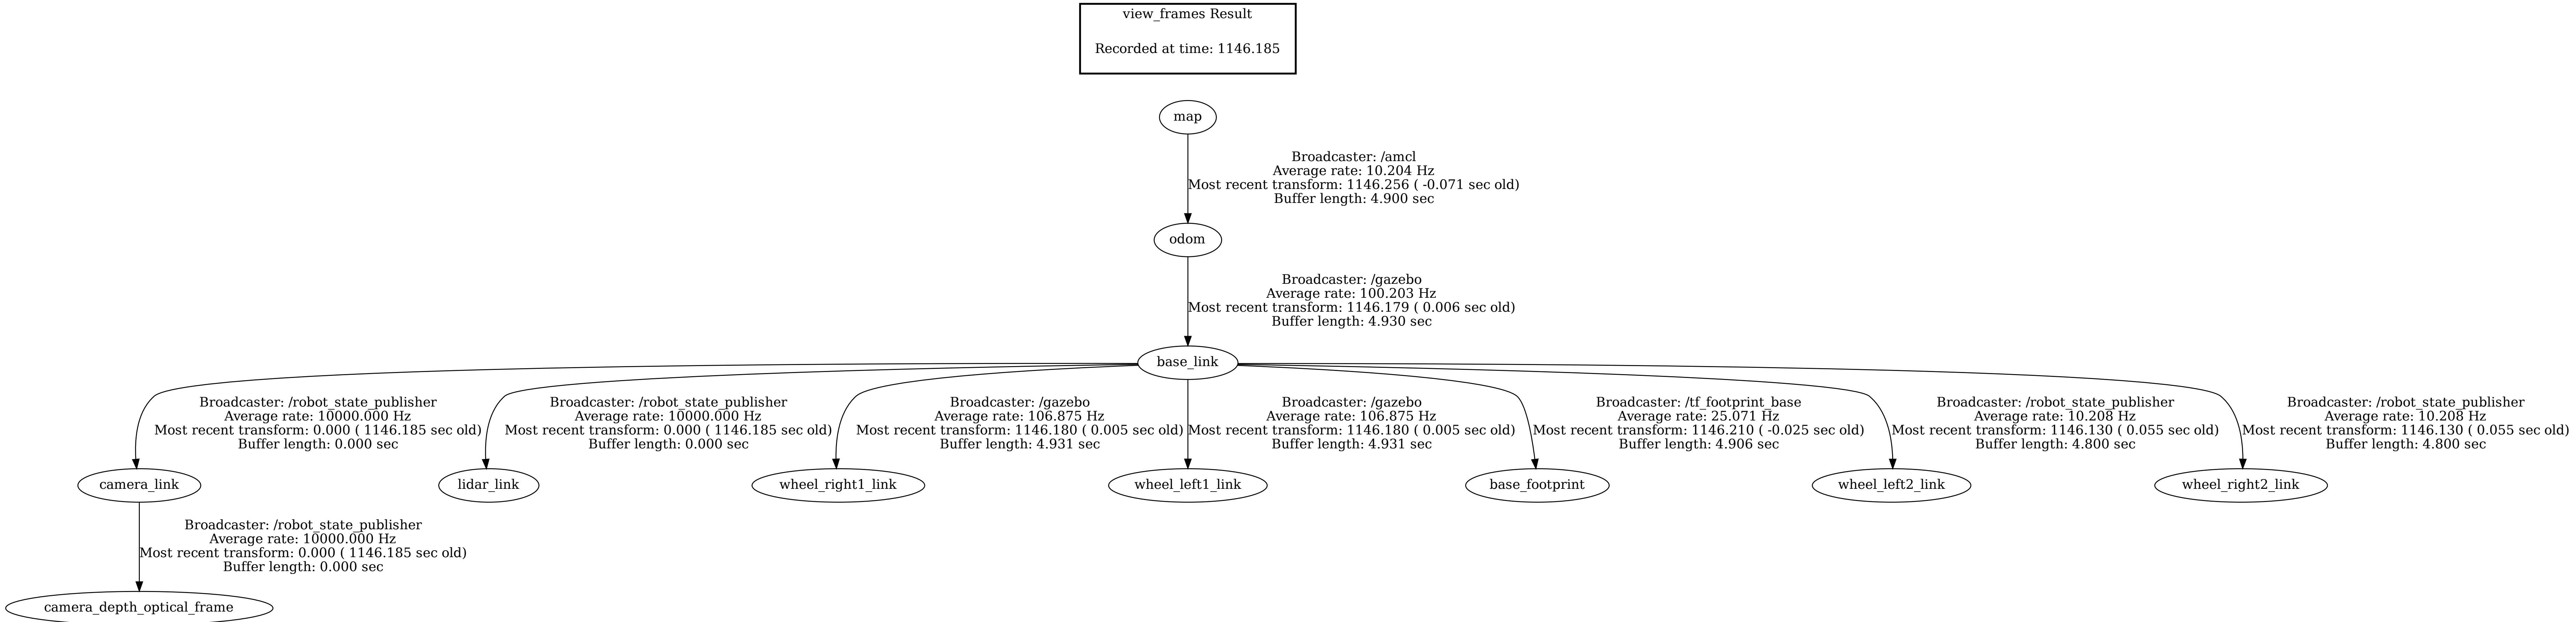 view_frames Result
Recorded at time: 1146.185
map
Broadcaster: /amcl
Average rate: 10.204 Hz
Most recent transform: 1146.256 ( -0.071 sec old)
Buffer length: 4.900 sec
odom
Broadcaster: /gazebo
Average rate: 100.203 Hz
Most recent transform: 1146.179 ( 0.006 sec old)
Buffer length: 4.930 sec
base_link
Broadcaster: /robot_state_publisher
Average rate: 10000.000 Hz
Most recent transform: 0.000 ( 1146.185 sec old)
Buffer length: 0.000 sec
Broadcaster: /robot_state_publisher
Average rate: 10000.000 Hz
Most recent transform: 0.000 ( 1146.185 sec old)
Buffer length: 0.000 sec
Broadcaster: /gazebo
Average rate: 106.875 Hz
Most recent transform: 1146.180 ( 0.005 sec old)
Buffer length: 4.931 sec
Broadcaster: /gazebo
Average rate: 106.875 Hz
Most recent transform: 1146.180 ( 0.005 sec old)
Buffer length: 4.931 sec
Broadcaster: /tf_footprint_base
Average rate: 25.071 Hz
Most recent transform: 1146.210 ( -0.025 sec old)
Buffer length: 4.906 sec
Broadcaster: /robot_state_publisher
Average rate: 10.208 Hz
Most recent transform: 1146.130 ( 0.055 sec old)
Buffer length: 4.800 sec
Broadcaster: /robot_state_publisher
Average rate: 10.208 Hz
Most recent transform: 1146.130 ( 0.055 sec old)
Buffer length: 4.800 sec
camera_link
lidar_link
wheel_right1_link
wheel_left1_link
base_footprint
wheel_left2_link
wheel_right2_link
Broadcaster: /robot_state_publisher
Average rate: 10000.000 Hz
Most recent transform: 0.000 ( 1146.185 sec old)
Buffer length: 0.000 sec
camera_depth_optical_frame